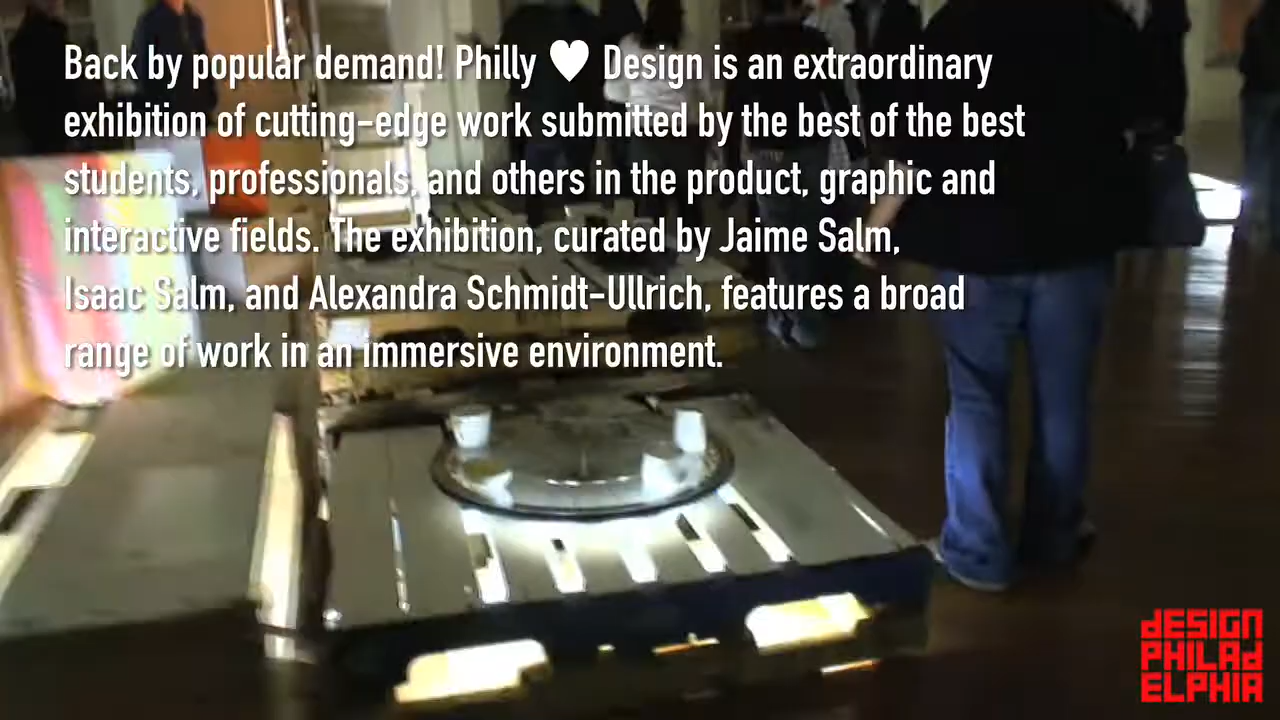 Back by popular demand! Philly ♥ Design is an extraordinary
exhibition of cutting-edge work submitted by the best of the best
students, professionals, and others in the product, graphic and
interactive fields. The exhibition, curated by Jaime Salm,
Isaac Salm, and Alexandra Schmidt-Ullrich, features a broad
range of work in an immersive environment.
dESIGN
PHILAd
ELPHIA